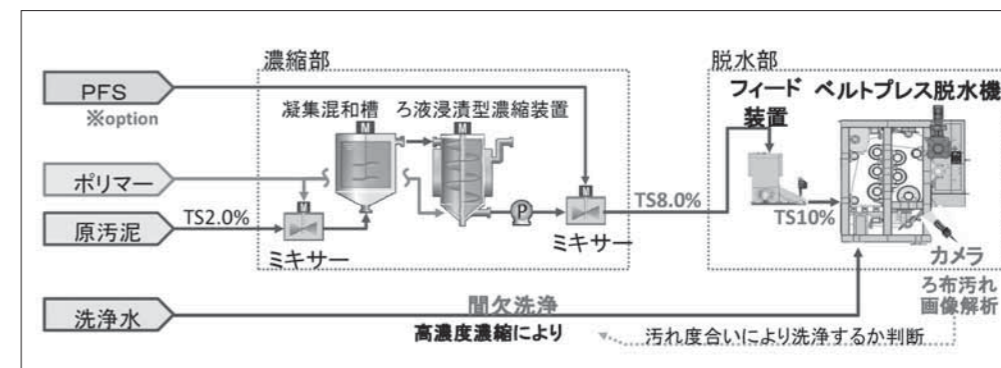 濃縮部
脱水部
PFS
※option
凝集混和槽
ろ液浸漬型濃縮装置
フィード
装置
ベルトプレス脱水機
M
M
ポリマー
M
M
原汚泥
TS2.0%
P
TS8.0%
TS10%
ミキサー
ミキサー
カメラ
ろ布汚れ
画像解析
洗浄水
間欠洗浄
高濃度濃縮により
汚れ度合いにより洗浄するか判断